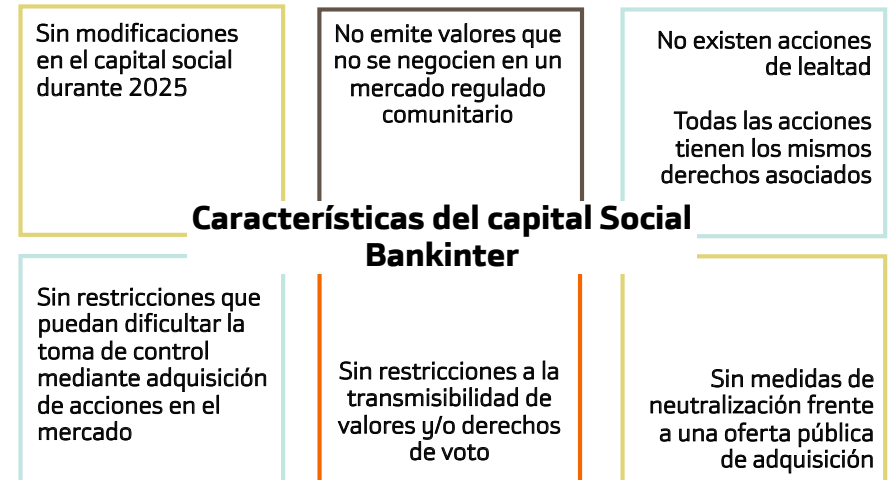 Sin modificaciones
en el capital social
durante 2025
No emite valores que
no se negocien en un
mercado regulado
comunitario
No existen acciones
de lealtad
Todas las acciones
tienen los mismos
derechos asociados
Características del capital Social
Bankinter
Sin restricciones que
puedan dificultar la
toma de control
mediante adquisición
de acciones en el
mercado
Sin restricciones a la
transmisibilidad de
valores y/o derechos
de voto
Sin medidas de
neutralización frente
a una oferta pública
de adquisición